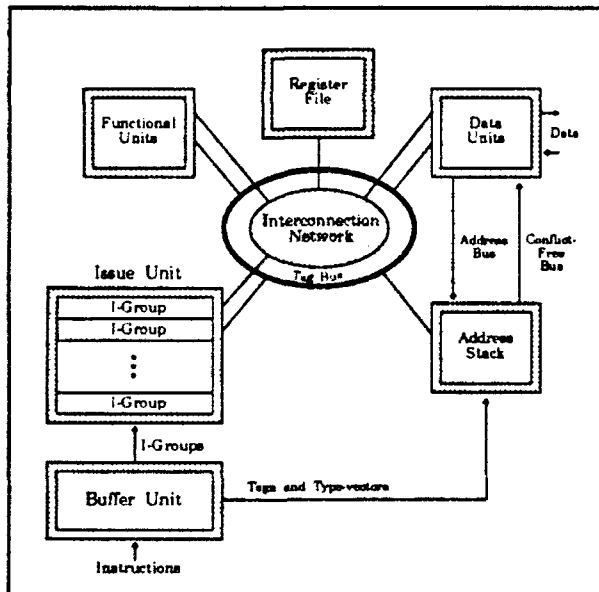 Register
File
Functional
Units
Data
Units
Data
Interconnection
Network
Tag Bus
Address
Bus
Conflict-
Free
Bus
Issue Unit
I-Group
I-Group
I-Group
Address
Stack
I-Groups
Buffer Unit
Tags and Type-vectors
Instructions